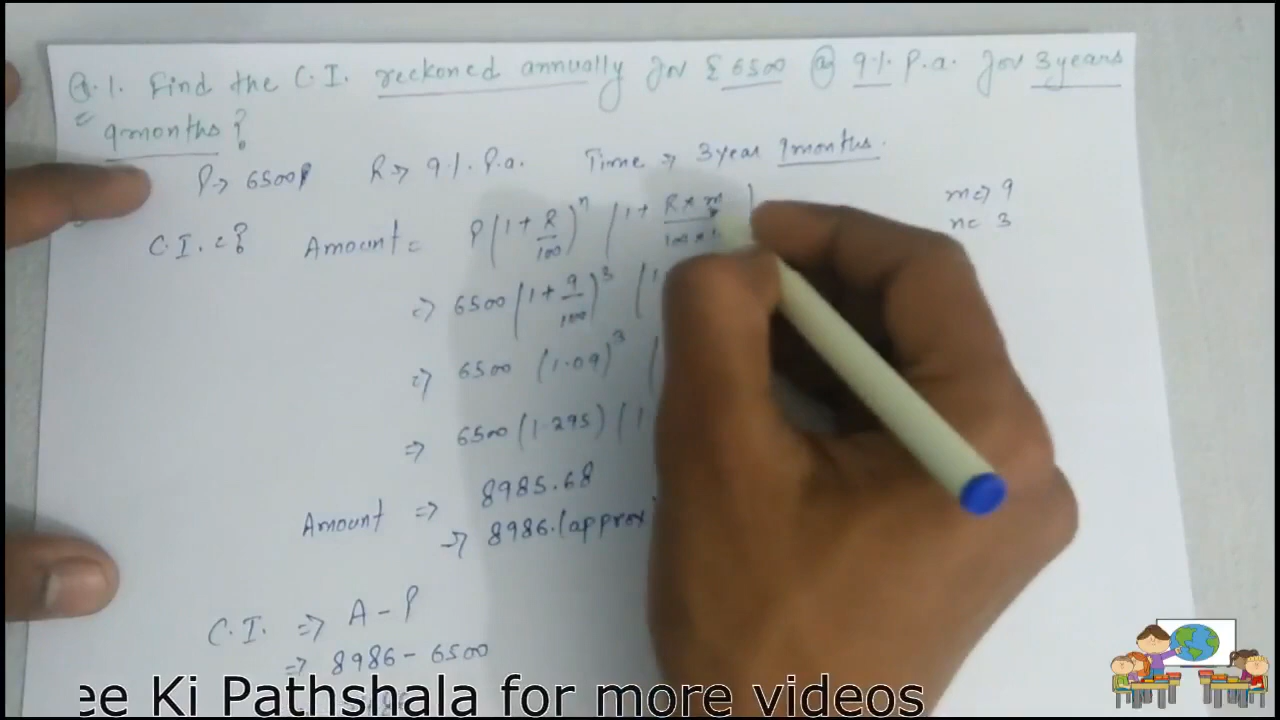 Q.1. Find the C.I. reckoned annually for ₹ 6500 @ 9% P.a. for 3 years
9 months ?
P → 6500 R → 9% P.a. Time → 3 year 9 months.
m → 9
n = 3
C.I. = ? Amount = P(1 + R/100)^n (1 + R × m/100 ×
⇒ 6500 (1 + 9/100)^3 (1
⇒ 6500 (1.09)^3 (
⇒ 6500 (1.295) (1
Amount ⇒ 8985.68
⇒ 8986.(approx
C.I. ⇒ A - P
⇒ 8986 - 6500
ee Ki Pathshala for more videos